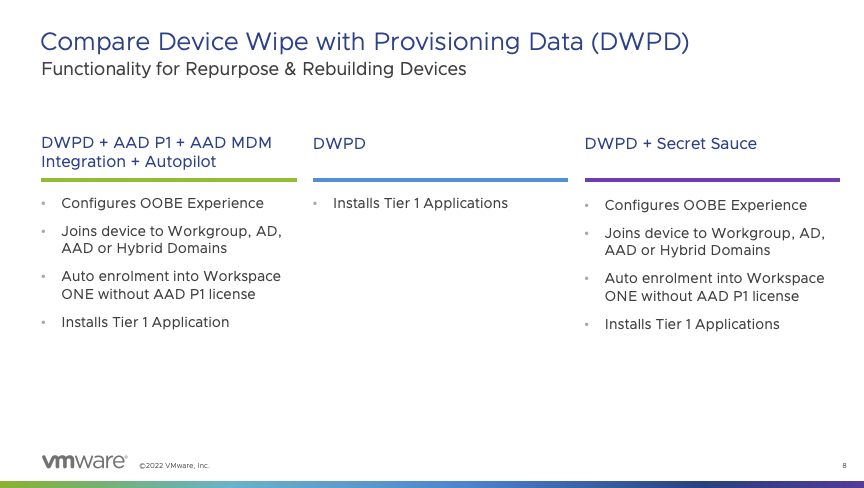 Compare Device Wipe with Provisioning Data (DWPD)
Functionality for Repurpose & Rebuilding Devices
DWPD + AAD P1 + AAD MDM
Integration + Autopilot
• Configures OOBE Experience
• Joins device to Workgroup, AD,
AAD or Hybrid Domains
• Auto enrolment into Workspace
ONE without AAD P1 license
• Installs Tier 1 Application
DWPD
• Installs Tier 1 Applications
DWPD + Secret Sauce
• Configures OOBE Experience
• Joins device to Workgroup, AD,
AAD or Hybrid Domains
• Auto enrolment into Workspace
ONE without AAD P1 license
• Installs Tier 1 Applications
vmware®
©2022 VMware, Inc.
8